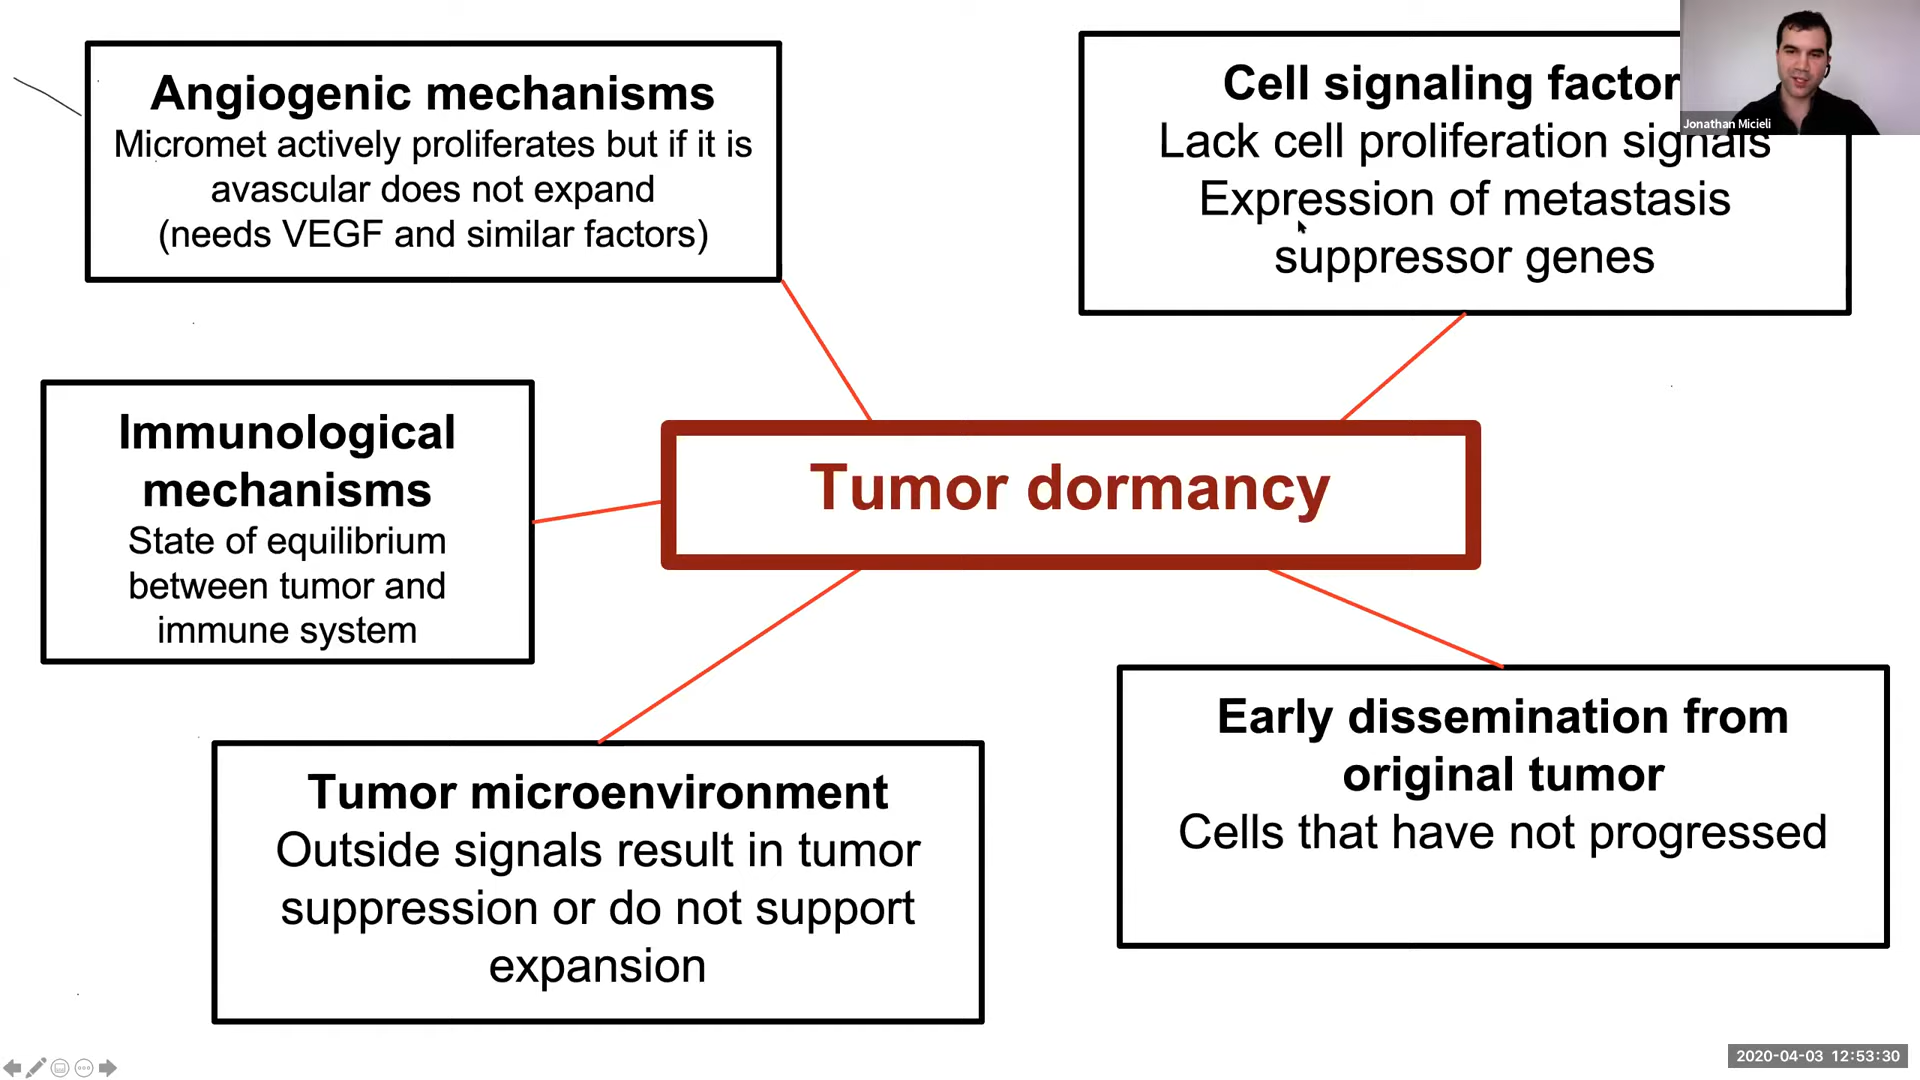 Angiogenic mechanisms
Micromet actively proliferates but if it is
avascular does not expand
(needs VEGF and similar factors)
Cell signaling factor
Lack cell proliferation signals
Expression of metastasis
suppressor genes
Jonathan Micieli
Immunological
mechanisms
State of equilibrium
between tumor and
immune system
Tumor dormancy
Tumor microenvironment
Outside signals result in tumor
suppression or do not support
expansion
Early dissemination from
original tumor
Cells that have not progressed
2020-04-03 12:53:30